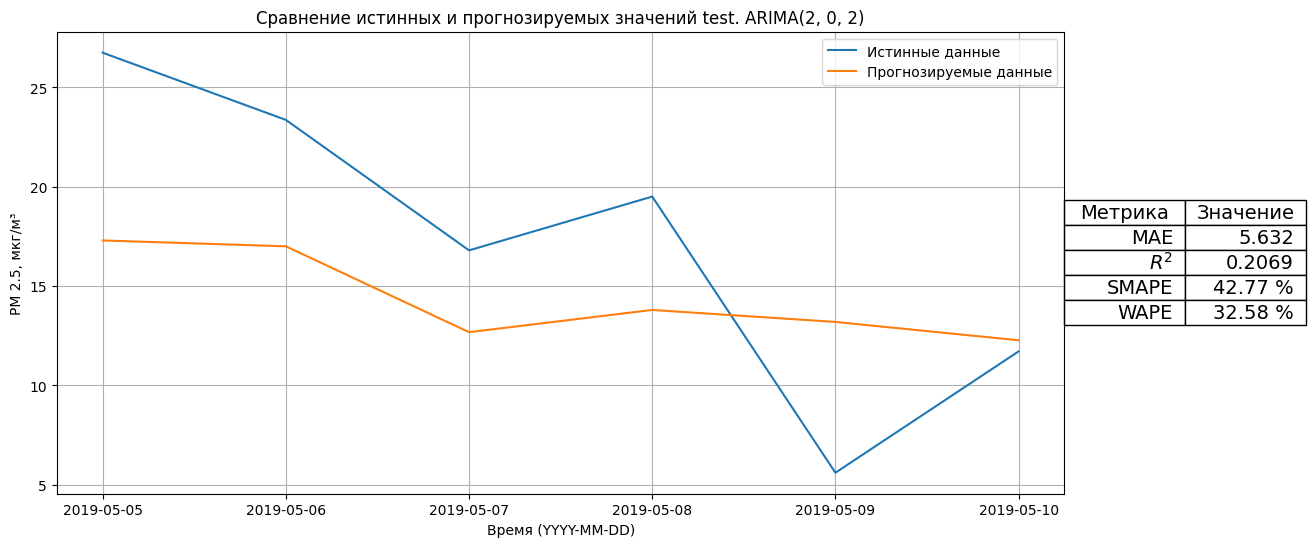 Сравнение истинных и прогнозируемых значений test. ARIMA(2, 0, 2)
Истинные данные
Прогнозируемые данные
25
20
15
10
5
PM 2.5, мкг/м³
2019-05-05 2019-05-06 2019-05-07 2019-05-08 2019-05-09 2019-05-10
Время (YYYY-MM-DD)
Метрика Значение
MAE 5.632
R² 0.2069
SMAPE 42.77 %
WAPE 32.58 %